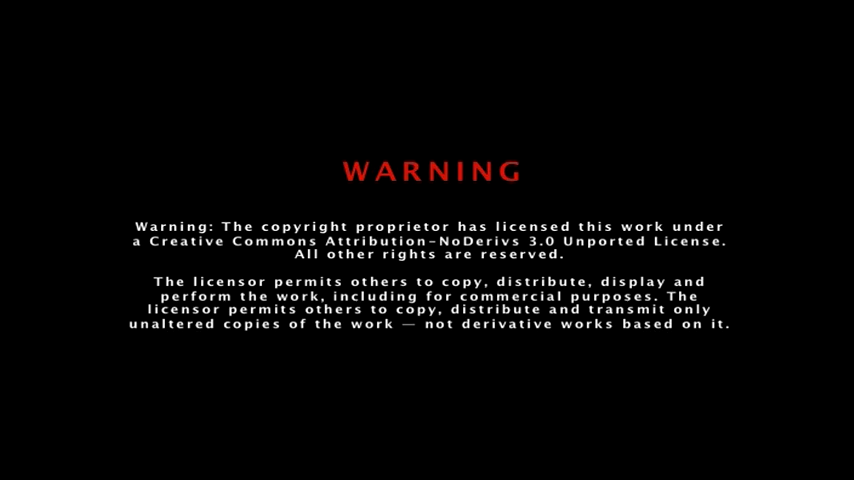 WARNING
Warning: The copyright proprietor has licensed this work under
a Creative Commons Attribution-NoDerivs 3.0 Unported License.
All other rights are reserved.
The licensor permits others to copy, distribute, display and
perform the work, including for commercial purposes. The
licensor permits others to copy, distribute and transmit only
unaltered copies of the work — not derivative works based on it.